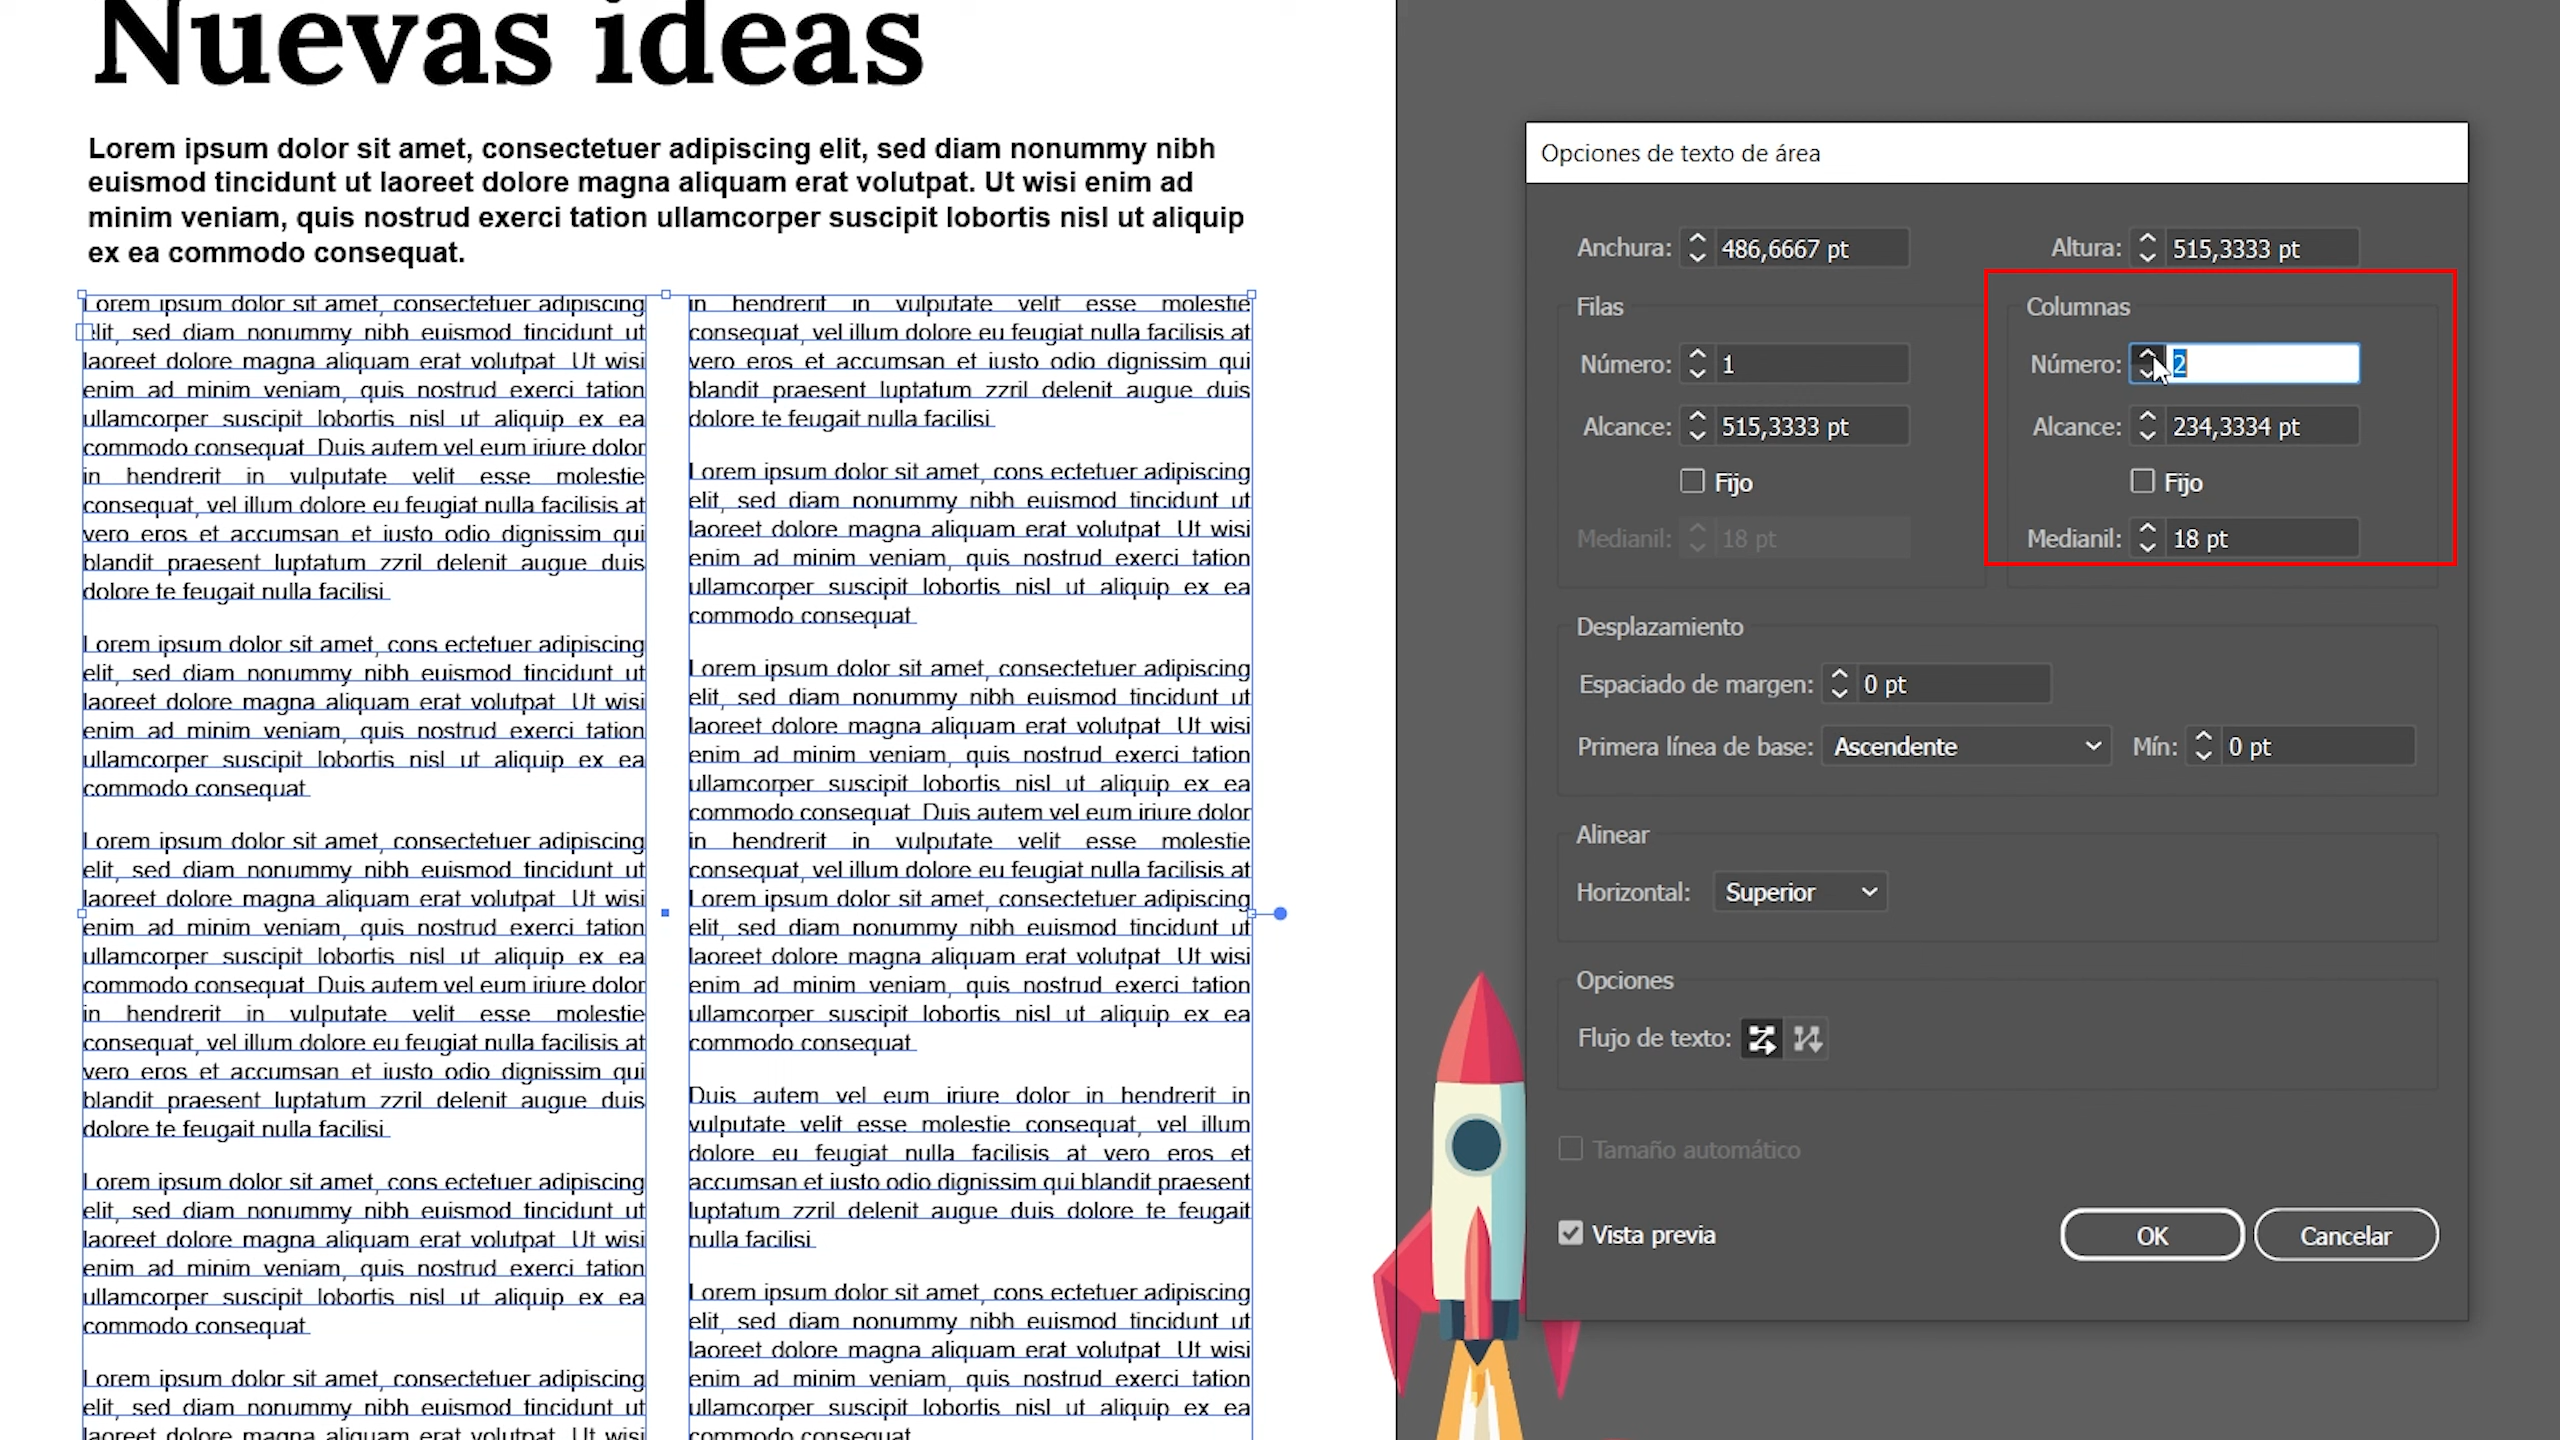 Nuevas ideas
Lorem ipsum dolor sit amet, consectetuer adipiscing elit, sed diam nonummy nibh
euismod tincidunt ut laoreet dolore magna aliquam erat volutpat. Ut wisi enim ad
minim veniam, quis nostrud exerci tation ullamcorper suscipit lobortis nisl ut aliquip
ex ea commodo consequat.
Lorem ipsum dolor sit amet, consectetuer adipiscing
elit, sed diam nonummy nibh euismod tincidunt ut
laoreet dolore magna aliquam erat volutpat. Ut wisi
enim ad minim veniam, quis nostrud exerci tation
ullamcorper suscipit lobortis nisl ut aliquip ex ea
commodo consequat. Duis autem vel eum iriure dolor
in hendrerit in vulputate velit esse molestie
consequat, vel illum dolore eu feugiat nulla facilisis at
vero eros et accumsan et iusto odio dignissim qui
blandit praesent luptatum zzril delenit augue duis
dolore te feugait nulla facilisi.
Lorem ipsum dolor sit amet, cons ectetuer adipiscing
elit, sed diam nonummy nibh euismod tincidunt ut
laoreet dolore magna aliquam erat volutpat. Ut wisi
enim ad minim veniam, quis nostrud exerci tation
ullamcorper suscipit lobortis nisl ut aliquip ex ea
commodo consequat.
Lorem ipsum dolor sit amet, consectetuer adipiscing
elit, sed diam nonummy nibh euismod tincidunt ut
laoreet dolore magna aliquam erat volutpat. Ut wisi
enim ad minim veniam, quis nostrud exerci tation
ullamcorper suscipit lobortis nisl ut aliquip ex ea
commodo consequat. Duis autem vel eum iriure dolor
in hendrerit in vulputate velit esse molestie
consequat, vel illum dolore eu feugiat nulla facilisis at
vero eros et accumsan et iusto odio dignissim qui
blandit praesent luptatum zzril delenit augue duis
dolore te feugait nulla facilisi.
Lorem ipsum dolor sit amet, cons ectetuer adipiscing
elit, sed diam nonummy nibh euismod tincidunt ut
laoreet dolore magna aliquam erat volutpat. Ut wisi
enim ad minim veniam, quis nostrud exerci tation
ullamcorper suscipit lobortis nisl ut aliquip ex ea
commodo consequat.
Lorem ipsum dolor sit amet, consectetuer adipiscing
elit, sed diam nonummy nibh euismod tincidunt ut
laoreet dolore magna aliquam erat volutpat. Ut wisi
in hendrerit in vulputate velit esse molestie
consequat, vel illum dolore eu feugiat nulla facilisis at
vero eros et accumsan et iusto odio dignissim qui
blandit praesent luptatum zzril delenit augue duis
dolore te feugait nulla facilisi.
Lorem ipsum dolor sit amet, cons ectetuer adipiscing
elit, sed diam nonummy nibh euismod tincidunt ut
laoreet dolore magna aliquam erat volutpat. Ut wisi
enim ad minim veniam, quis nostrud exerci tation
ullamcorper suscipit lobortis nisl ut aliquip ex ea
commodo consequat.
Lorem ipsum dolor sit amet, consectetuer adipiscing
elit, sed diam nonummy nibh euismod tincidunt ut
laoreet dolore magna aliquam erat volutpat. Ut wisi
enim ad minim veniam, quis nostrud exerci tation
ullamcorper suscipit lobortis nisl ut aliquip ex ea
commodo consequat. Duis autem vel eum iriure dolor
in hendrerit in vulputate velit esse molestie
consequat, vel illum dolore eu feugiat nulla facilisis at
Lorem ipsum dolor sit amet, consectetuer adipiscing
elit, sed diam nonummy nibh euismod tincidunt ut
laoreet dolore magna aliquam erat volutpat. Ut wisi
enim ad minim veniam, quis nostrud exerci tation
ullamcorper suscipit lobortis nisl ut aliquip ex ea
commodo consequat.
Duis autem vel eum iriure dolor in hendrerit in
vulputate velit esse molestie consequat, vel illum
dolore eu feugiat nulla facilisis at vero eros et
accumsan et iusto odio dignissim qui blandit praesent
luptatum zzril delenit augue duis dolore te feugait
nulla facilisi.
Lorem ipsum dolor sit amet, cons ectetuer adipiscing
elit, sed diam nonummy nibh euismod tincidunt ut
laoreet dolore magna aliquam erat volutpat. Ut wisi
enim ad minim veniam, quis nostrud exerci tation
ullamcorper suscipit lobortis nisl ut aliquip ex ea
commodo consequat.
Opciones de texto de área
Anchura: 486,6667 pt
Altura: 515,3333 pt
Filas
Número: 1
Alcance: 515,3333 pt
Fijo
Medianil: 18 pt
Columnas
Número: 2
Alcance: 234,3334 pt
Fijo
Medianil: 18 pt
Desplazamiento
Espaciado de margen: 0 pt
Primera línea de base: Ascendente Mín: 0 pt
Alinear
Horizontal: Superior
Opciones
Flujo de texto:
Tamaño automático
Vista previa
OK
Cancelar